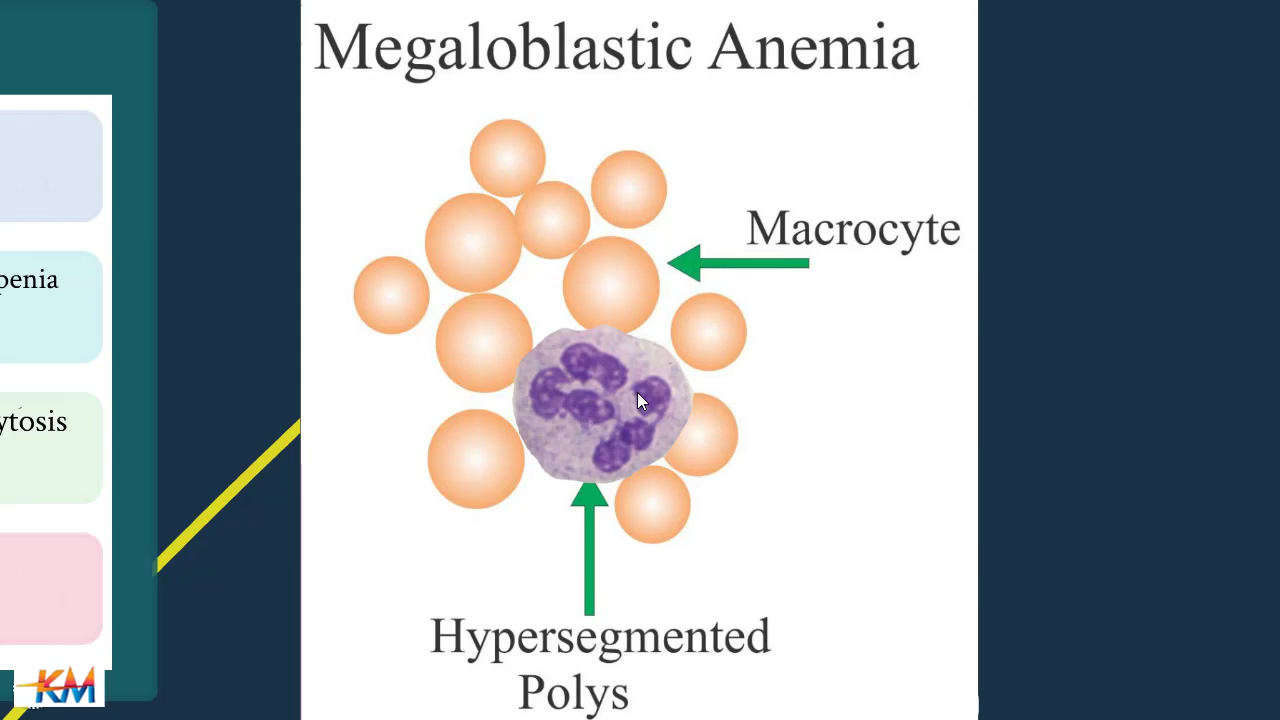 Megaloblastic Anemia
Macrocyte
penia
ytosis
Hypersegmented
Polys
KM